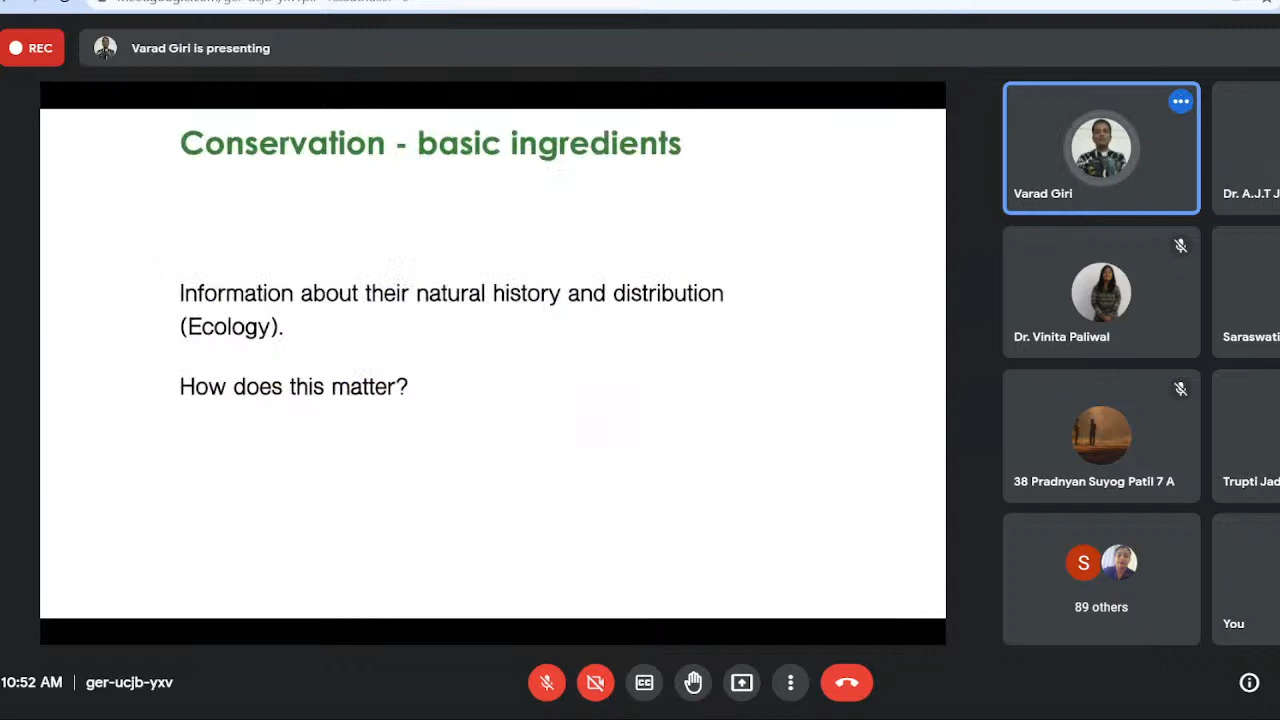 REC
Varad Giri is presenting
Conservation - basic ingredients
Information about their natural history and distribution
(Ecology).
How does this matter?
Varad Giri
Dr. A.J.T J
Dr. Vinita Paliwal
Saraswati
38 Pradnyan Suyog Patil 7 A
Trupti Jad
S
89 others
You
10:52 AM | ger-ucjb-yxv
CC